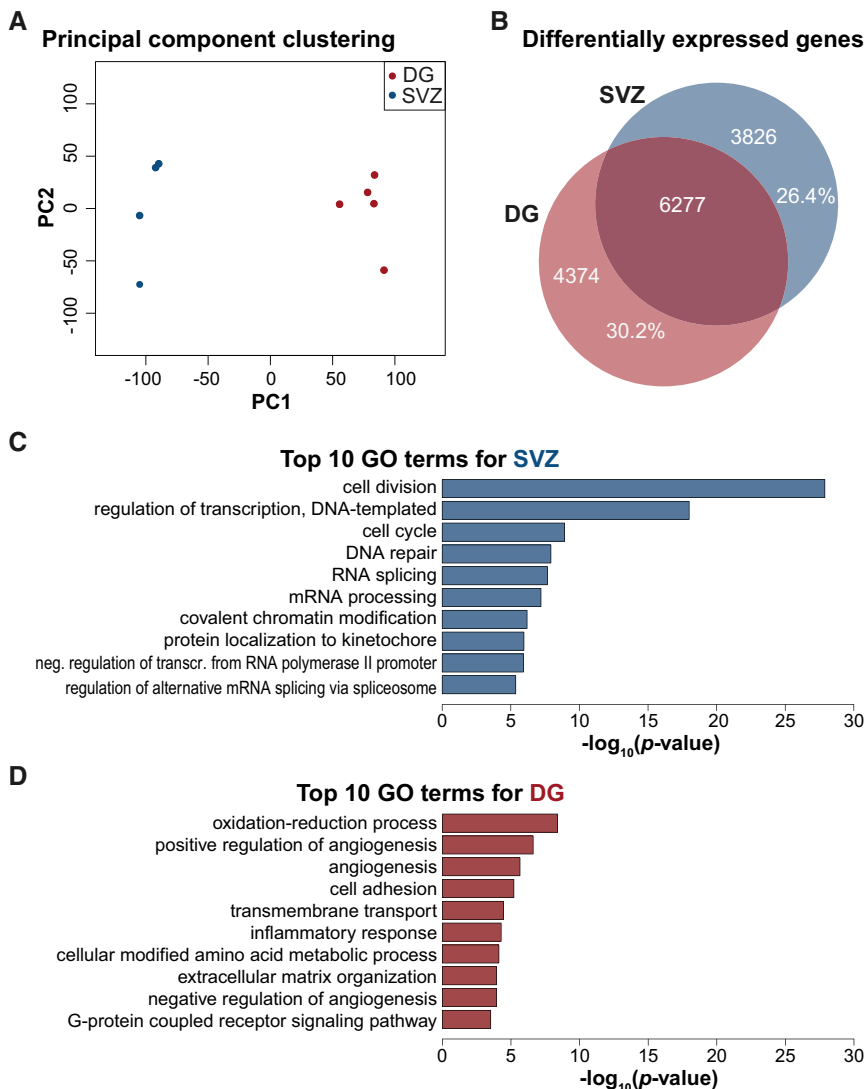 A
Principal component clustering
DG
SVZ
PC2
100
50
0
-50
-100
-100 -50 0 50 100
PC1
B
Differentially expressed genes
SVZ
3826
26.4%
6277
DG
4374
30.2%
C
Top 10 GO terms for SVZ
cell division
regulation of transcription, DNA-templated
cell cycle
DNA repair
RNA splicing
mRNA processing
covalent chromatin modification
protein localization to kinetochore
neg. regulation of transcr. from RNA polymerase II promoter
regulation of alternative mRNA splicing via spliceosome
0 5 10 15 20 25 30
-log10(p-value)
D
Top 10 GO terms for DG
oxidation-reduction process
positive regulation of angiogenesis
angiogenesis
cell adhesion
transmembrane transport
inflammatory response
cellular modified amino acid metabolic process
extracellular matrix organization
negative regulation of angiogenesis
G-protein coupled receptor signaling pathway
0 5 10 15 20 25 30
-log10(p-value)